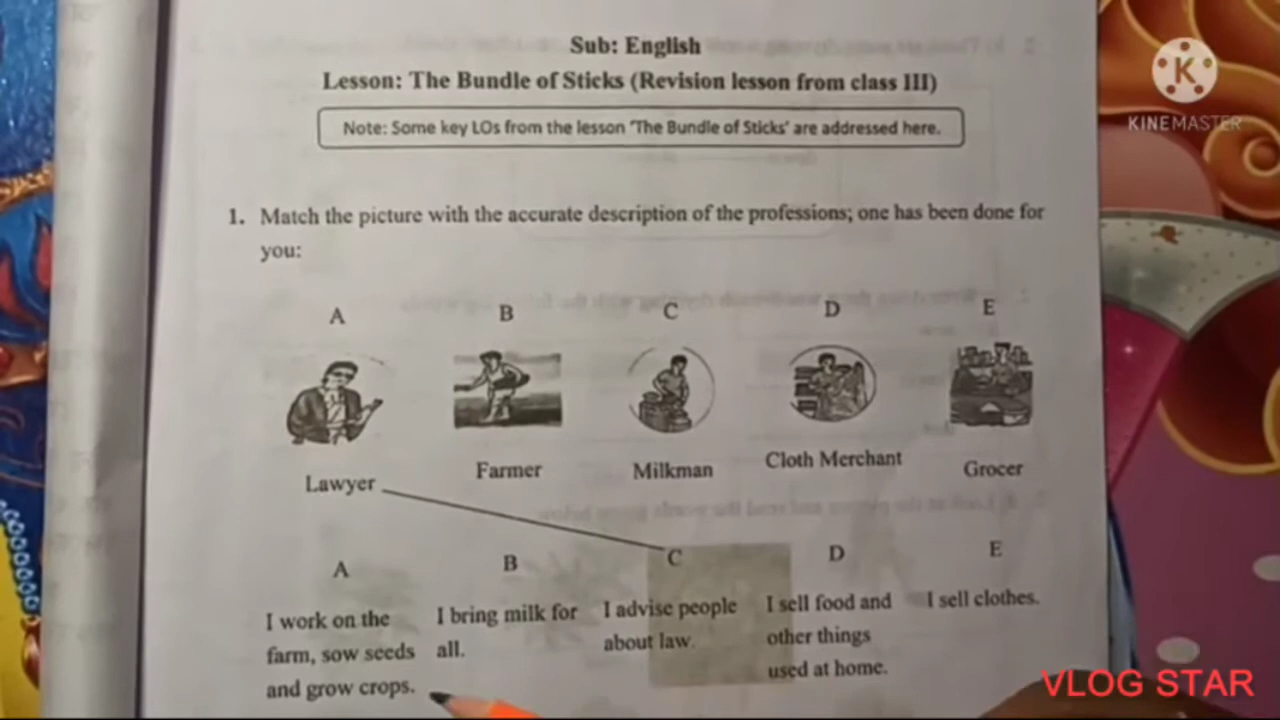 Sub: English
Lesson: The Bundle of Sticks (Revision lesson from class III)
Note: Some key LOs from the lesson 'The Bundle of Sticks' are addressed here.
1. Match the picture with the accurate description of the professions; one has been done for
you:
A B C D E
Lawyer Farmer Milkman Cloth Merchant Grocer
A B C D E
I work on the I bring milk for I advise people I sell food and I sell clothes.
farm, sow seeds all. about law. other things
and grow crops. used at home.
K
KINEMASTER
VLOG STAR